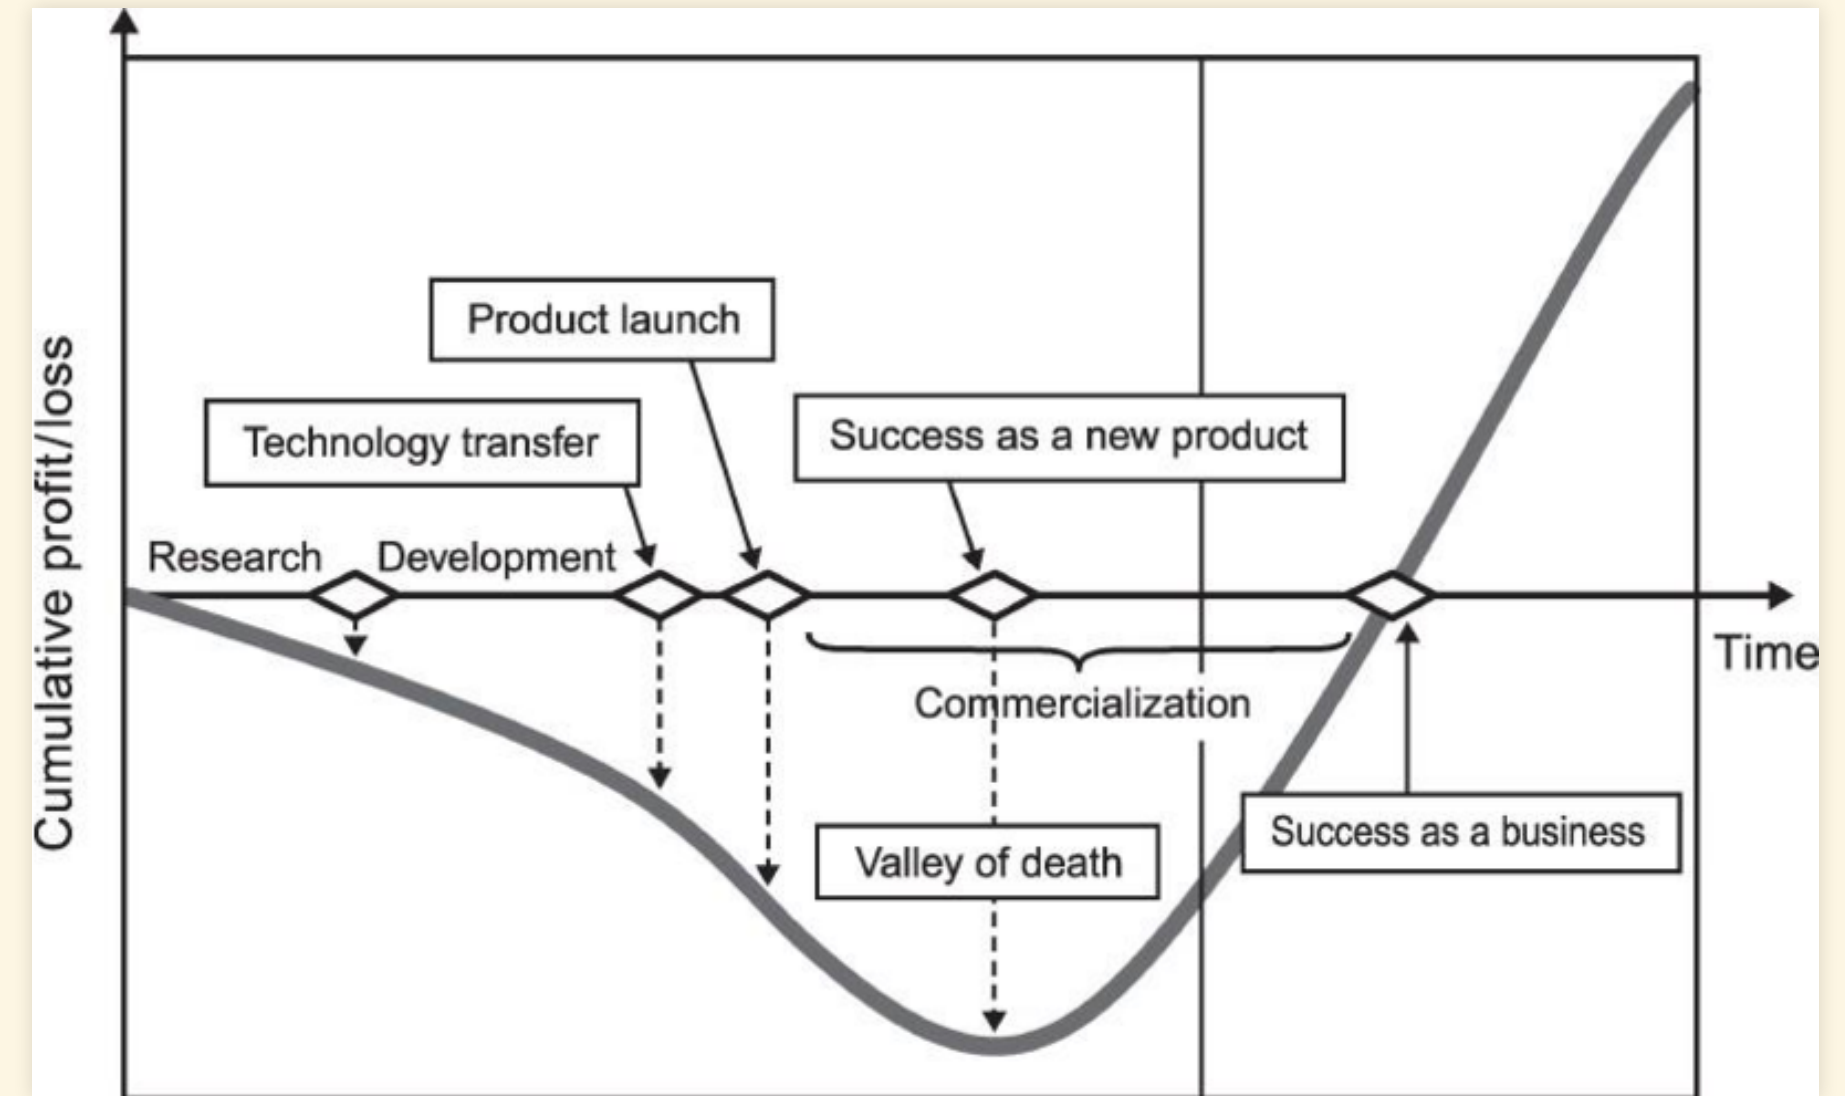 Cumulative profit/loss
Product launch
Technology transfer
Success as a new product
Research
Development
Time
Commercialization
Success as a business
Valley of death